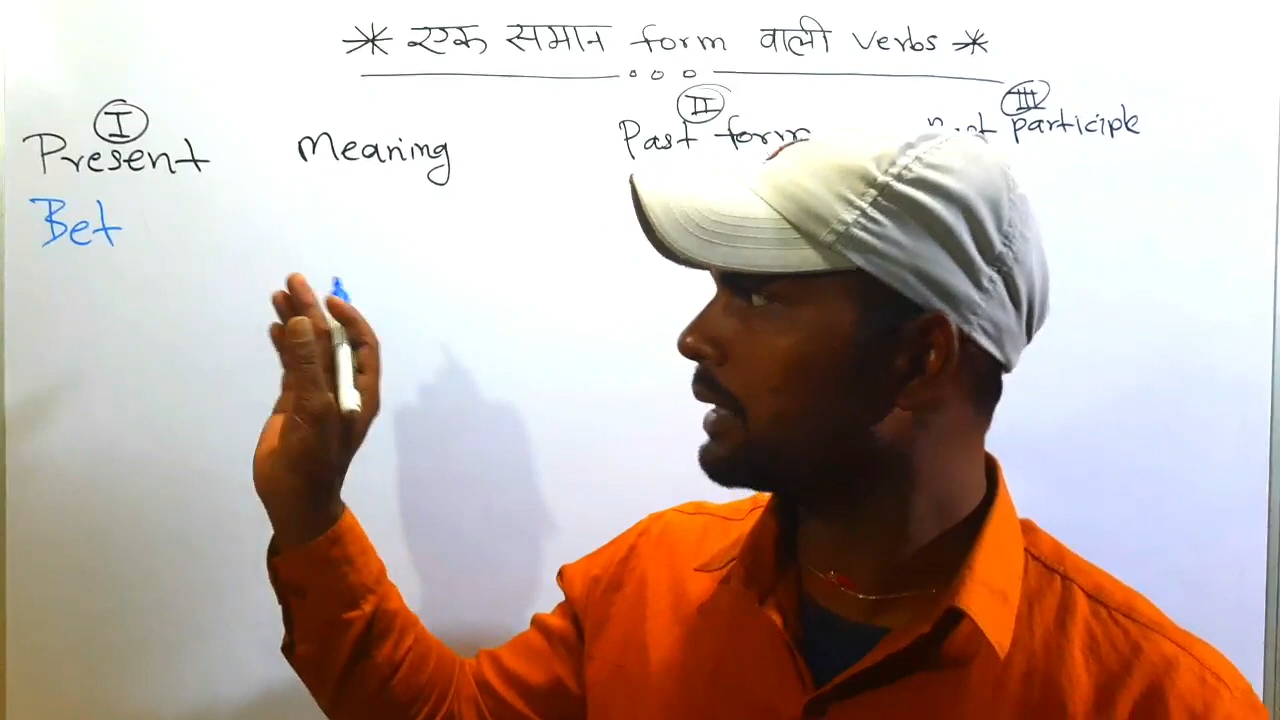 * एक समान form वाली verbs *
I II III
Present Meaning Past form participle
Bet